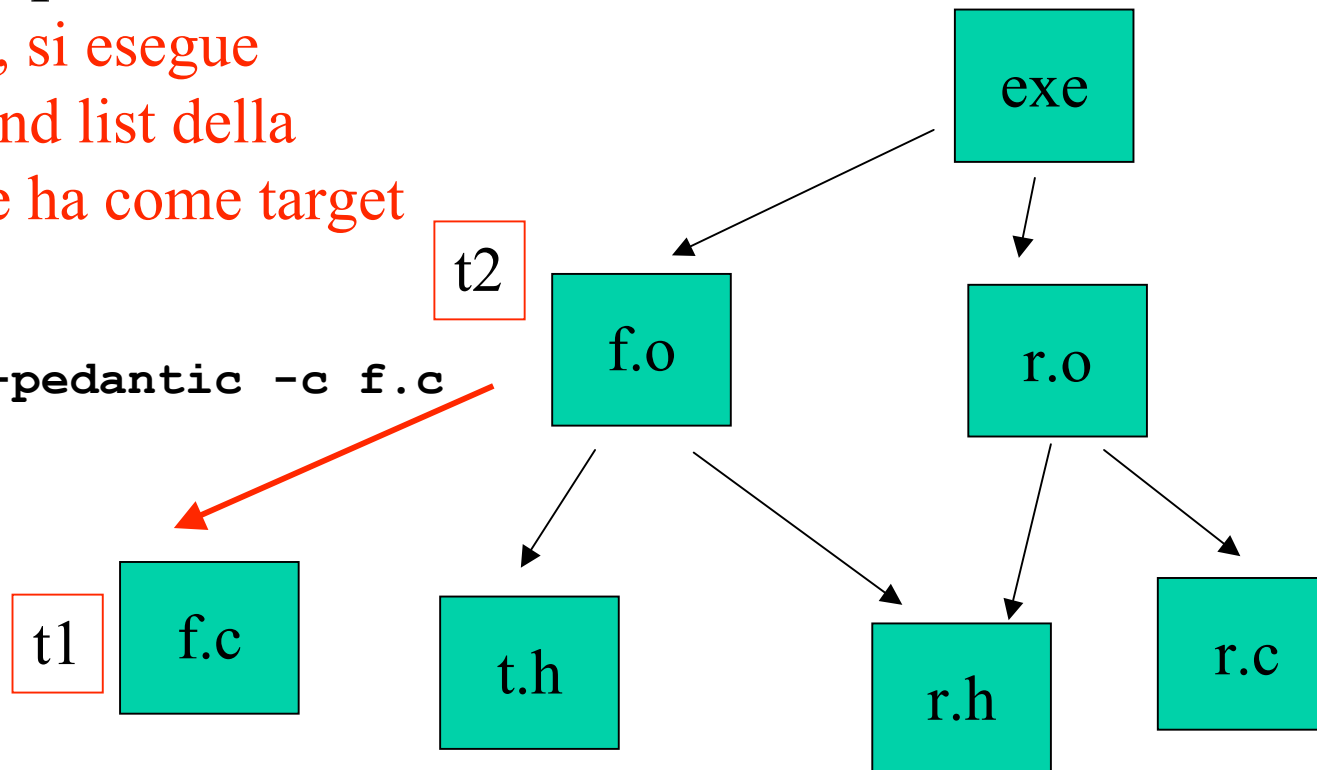 , si esegue
nd list della
e ha come target
exe
t2
f.o
r.o
-pedantic -c f.c
t1
f.c
t.h
r.h
r.c